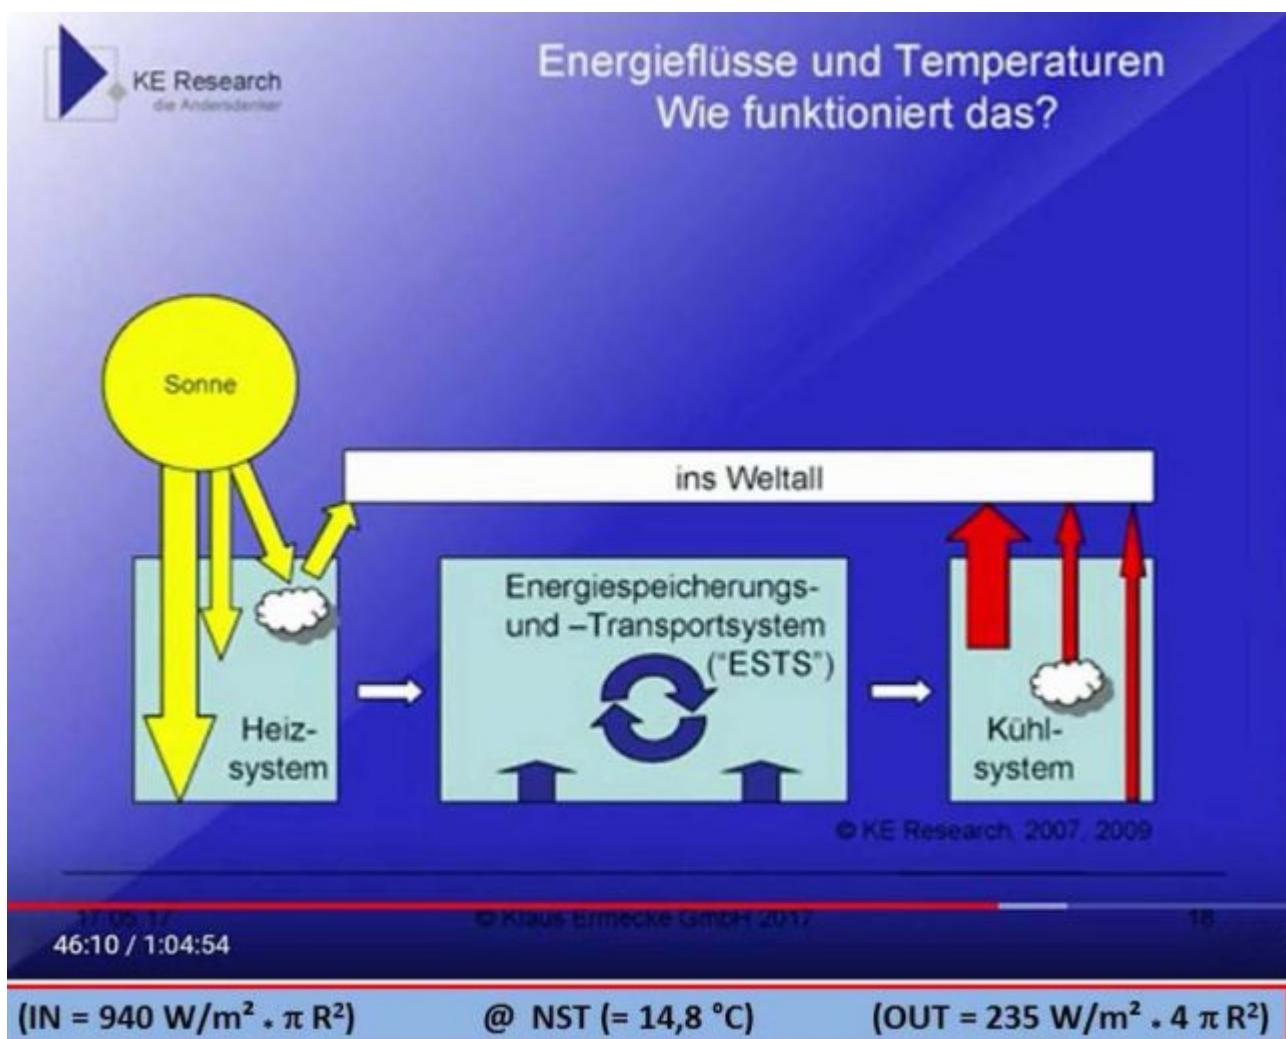 KE Research
die Andersdenker
Energieflüsse und Temperaturen
Wie funktioniert das?
Sonne
ins Weltall
Energiespeicherungs-
und –Transportsystem
("ESTS")
Heiz-
system
Kühl-
system
© KE Research, 2007, 2009
17.05.17
© Klaus Ermecke GmbH 2017
18
46:10 / 1:04:54
(IN = 940 W/m² • π R²)
@ NST (= 14,8 °C)
(OUT = 235 W/m² • 4 π R²)